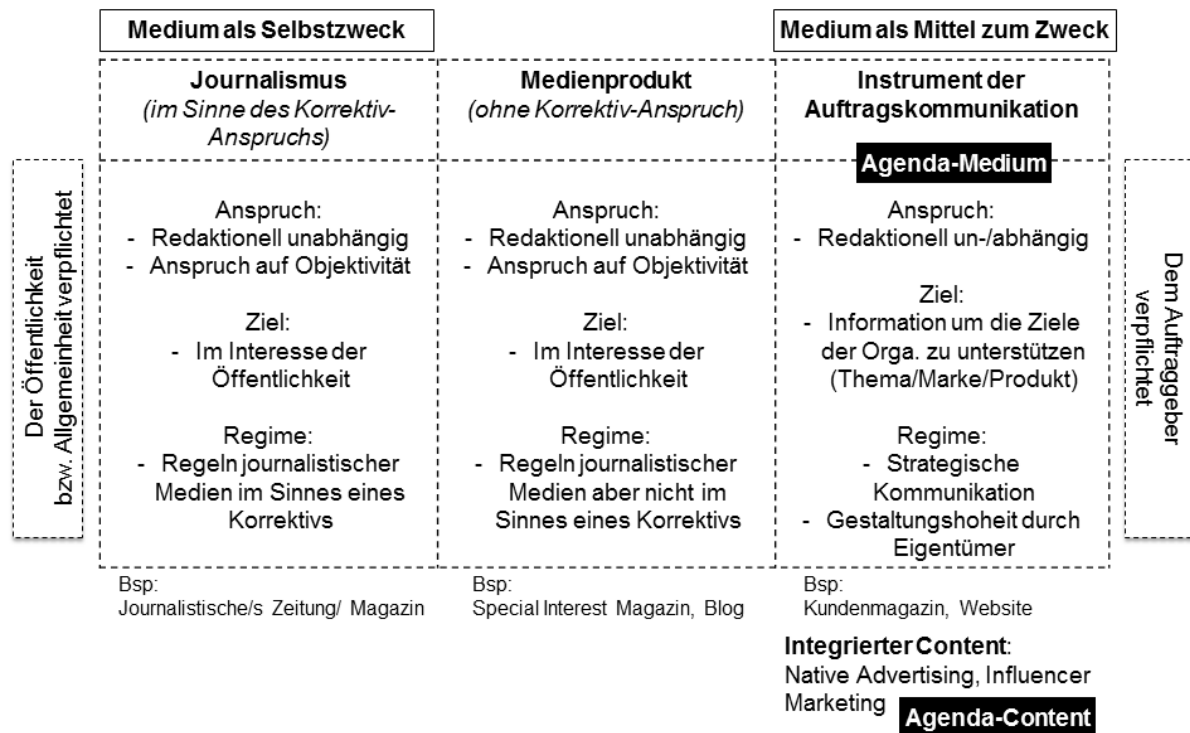 Medium als Selbstzweck
Medium als Mittel zum Zweck
Journalismus
(im Sinne des Korrektiv-
Anspruchs)
Medienprodukt
(ohne Korrektiv-Anspruch)
Instrument der
Auftragskommunikation
Agenda-Medium
Der Öffentlichkeit
bzw. Allgemeinheit verpflichtet
Anspruch:
- Redaktionell unabhängig
- Anspruch auf Objektivität
Ziel:
- Im Interesse der
Öffentlichkeit
Regime:
- Regeln journalistischer
Medien im Sinnes eines
Korrektivs
Anspruch:
- Redaktionell unabhängig
- Anspruch auf Objektivität
Ziel:
- Im Interesse der
Öffentlichkeit
Regime:
- Regeln journalistischer
Medien aber nicht im
Sinnes eines Korrektivs
Anspruch:
- Redaktionell un-/abhängig
Ziel:
- Information um die Ziele
der Orga. zu unterstützen
(Thema/Marke/Produkt)
Regime:
- Strategische
Kommunikation
- Gestaltungshoheit durch
Eigentümer
Dem Auftraggeber
verpflichtet
Bsp:
Journalistische/s Zeitung/ Magazin
Bsp:
Special Interest Magazin, Blog
Bsp:
Kundenmagazin, Website
Integrierter Content:
Native Advertising, Influencer
Marketing
Agenda-Content